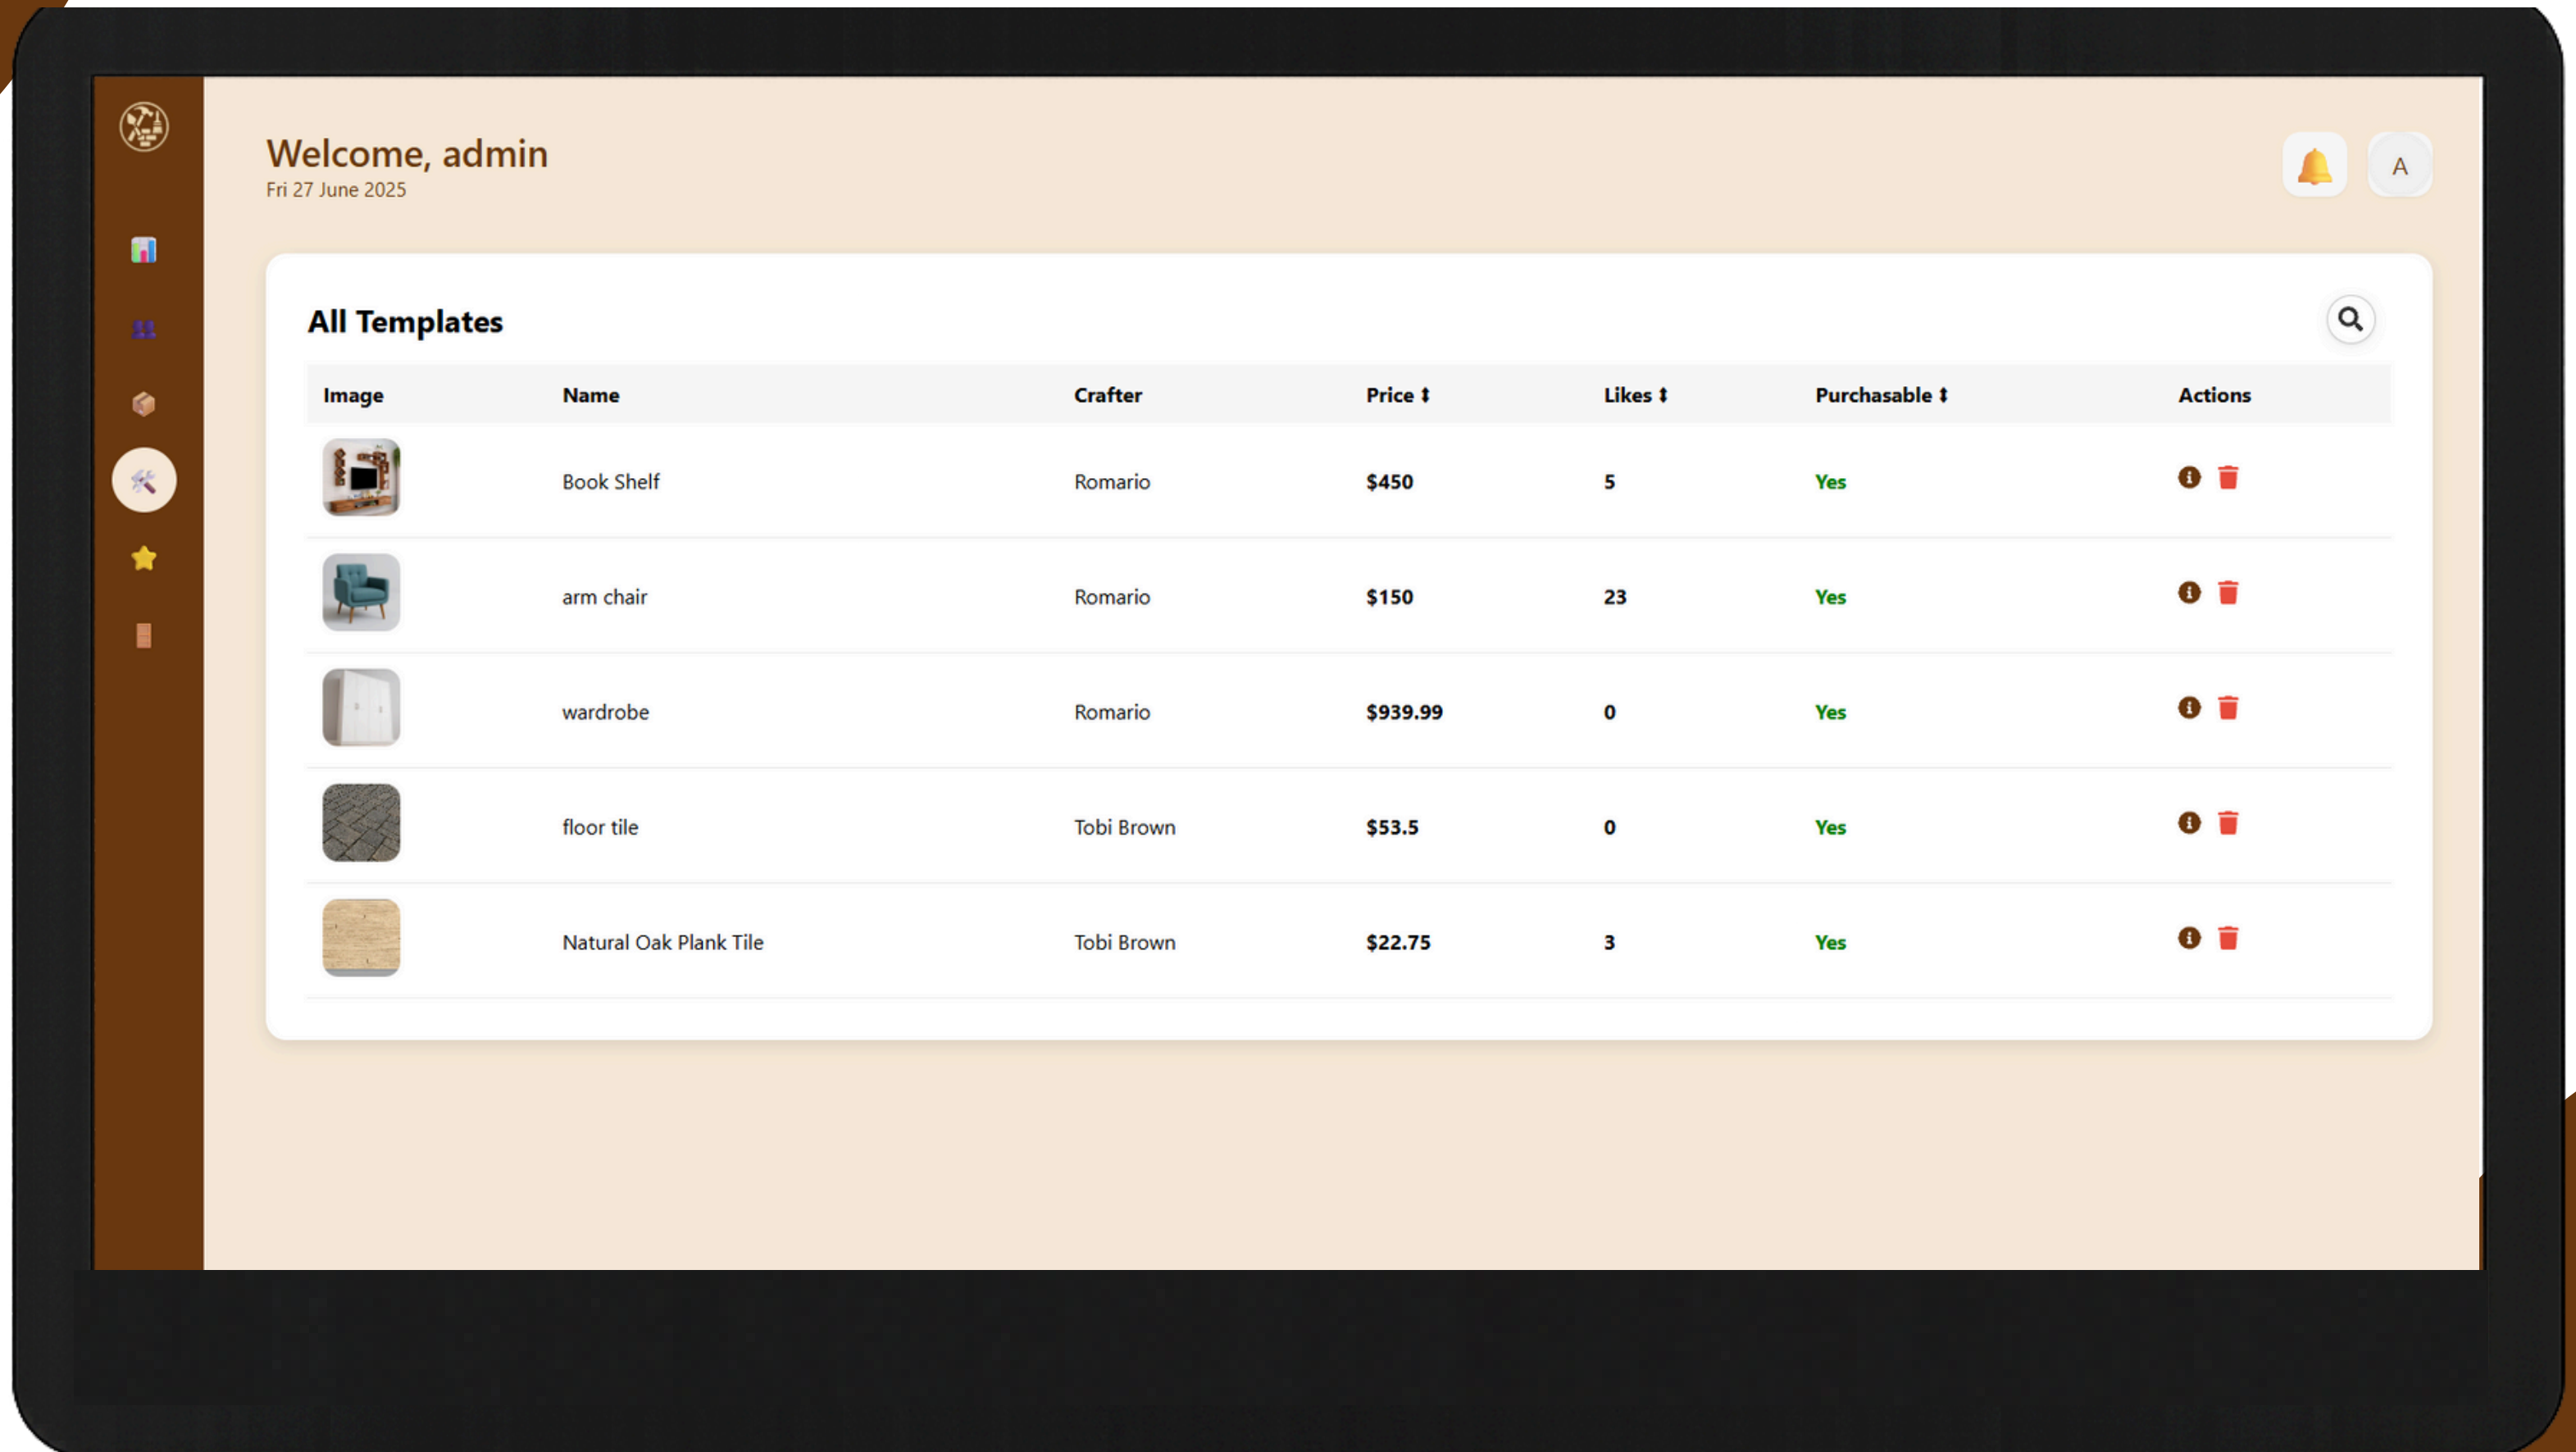 Welcome, admin
Fri 27 June 2025
A
All Templates
Image Name Crafter Price Likes Purchasable Actions
Book Shelf Romario $450 5 Yes
arm chair Romario $150 23 Yes
wardrobe Romario $939.99 0 Yes
floor tile Tobi Brown $53.5 0 Yes
Natural Oak Plank Tile Tobi Brown $22.75 3 Yes